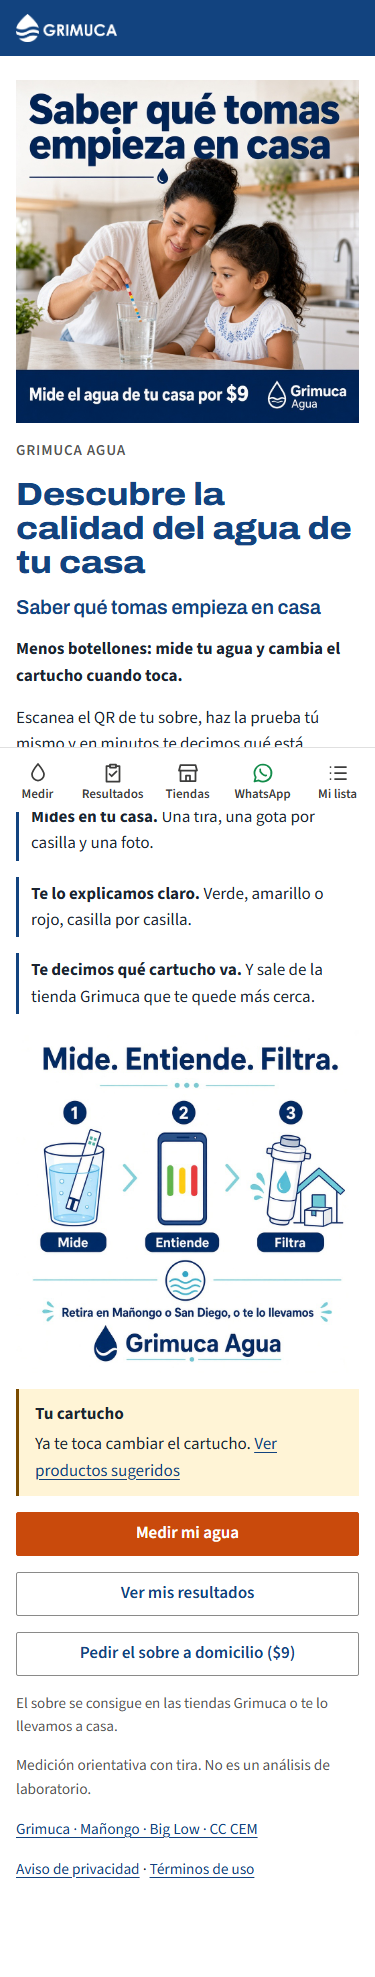 GRIMUCA
Saber qué tomas
empieza en casa
Mide el agua de tu casa por $9
Grimuca
Agua
GRIMUCA AGUA
Descubre la
calidad del agua de
tu casa
Saber qué tomas empieza en casa
Menos botellones: mide tu agua y cambia el
cartucho cuando toca.
Escanea el QR de tu sobre, haz la prueba tú
mismo y en minutos te decimos qué está
Medir
Resultados
Tiendas
WhatsApp
Mi lista
Mides en tu casa. Una tira, una gota por
casilla y una foto.
Te lo explicamos claro. Verde, amarillo o
rojo, casilla por casilla.
Te decimos qué cartucho va. Y sale de la
tienda Grimuca que te quede más cerca.
Mide. Entiende. Filtra.
1
2
3
Mide
Entiende
Filtra
Retira en Mañongo o San Diego, o te lo llevamos
Grimuca Agua
Tu cartucho
Ya te toca cambiar el cartucho. Ver
productos sugeridos
Medir mi agua
Ver mis resultados
Pedir el sobre a domicilio ($9)
El sobre se consigue en las tiendas Grimuca o te lo
llevamos a casa.
Medición orientativa con tira. No es un análisis de
laboratorio.
Grimuca · Mañongo · Big Low · CC CEM
Aviso de privacidad · Términos de uso